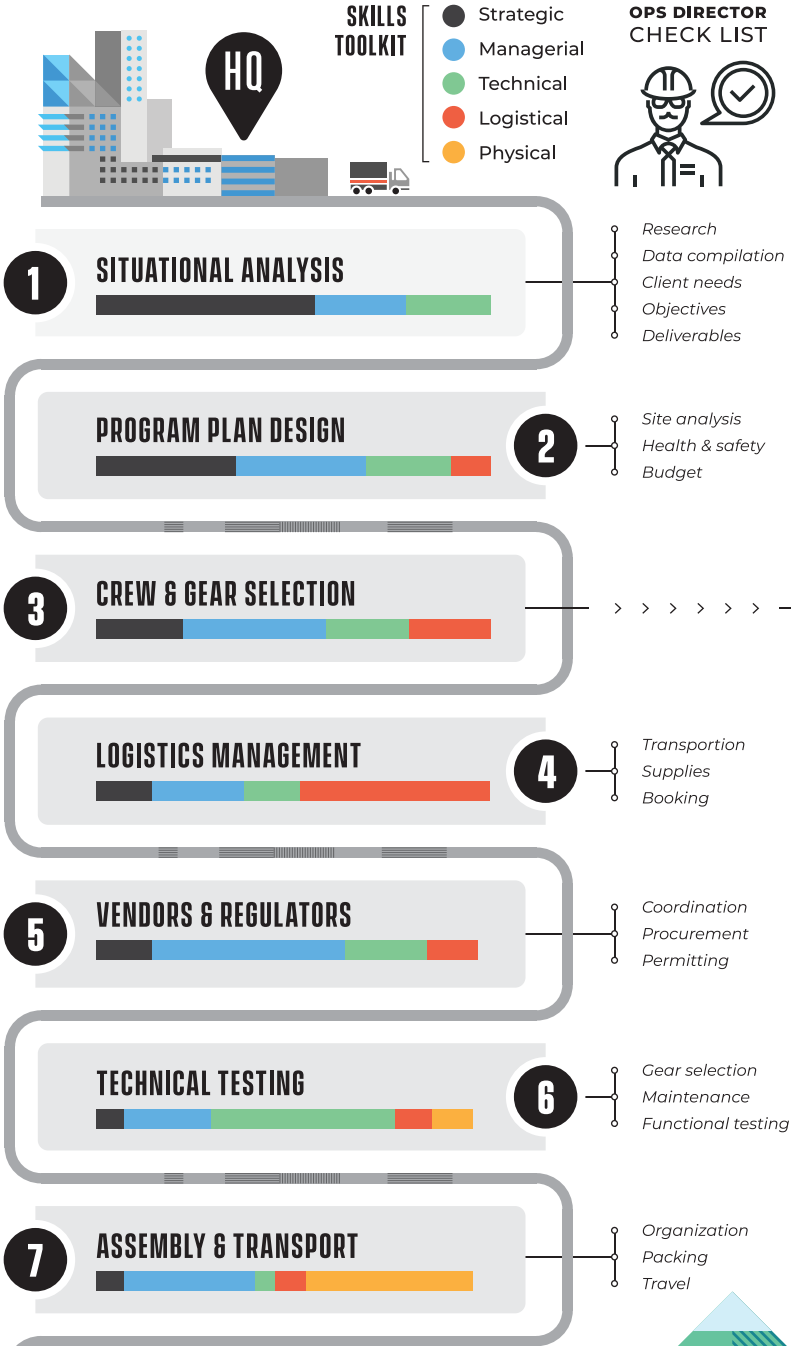 SKILLS
TOOLKIT
Strategic
Managerial
Technical
Logistical
Physical
OPS DIRECTOR
CHECK LIST
HQ
1
SITUATIONAL ANALYSIS
Research
Data compilation
Client needs
Objectives
Deliverables
PROGRAM PLAN DESIGN
2
Site analysis
Health & safety
Budget
3
CREW & GEAR SELECTION
LOGISTICS MANAGEMENT
4
Transportion
Supplies
Booking
5
VENDORS & REGULATORS
Coordination
Procurement
Permitting
TECHNICAL TESTING
6
Gear selection
Maintenance
Functional testing
7
ASSEMBLY & TRANSPORT
Organization
Packing
Travel